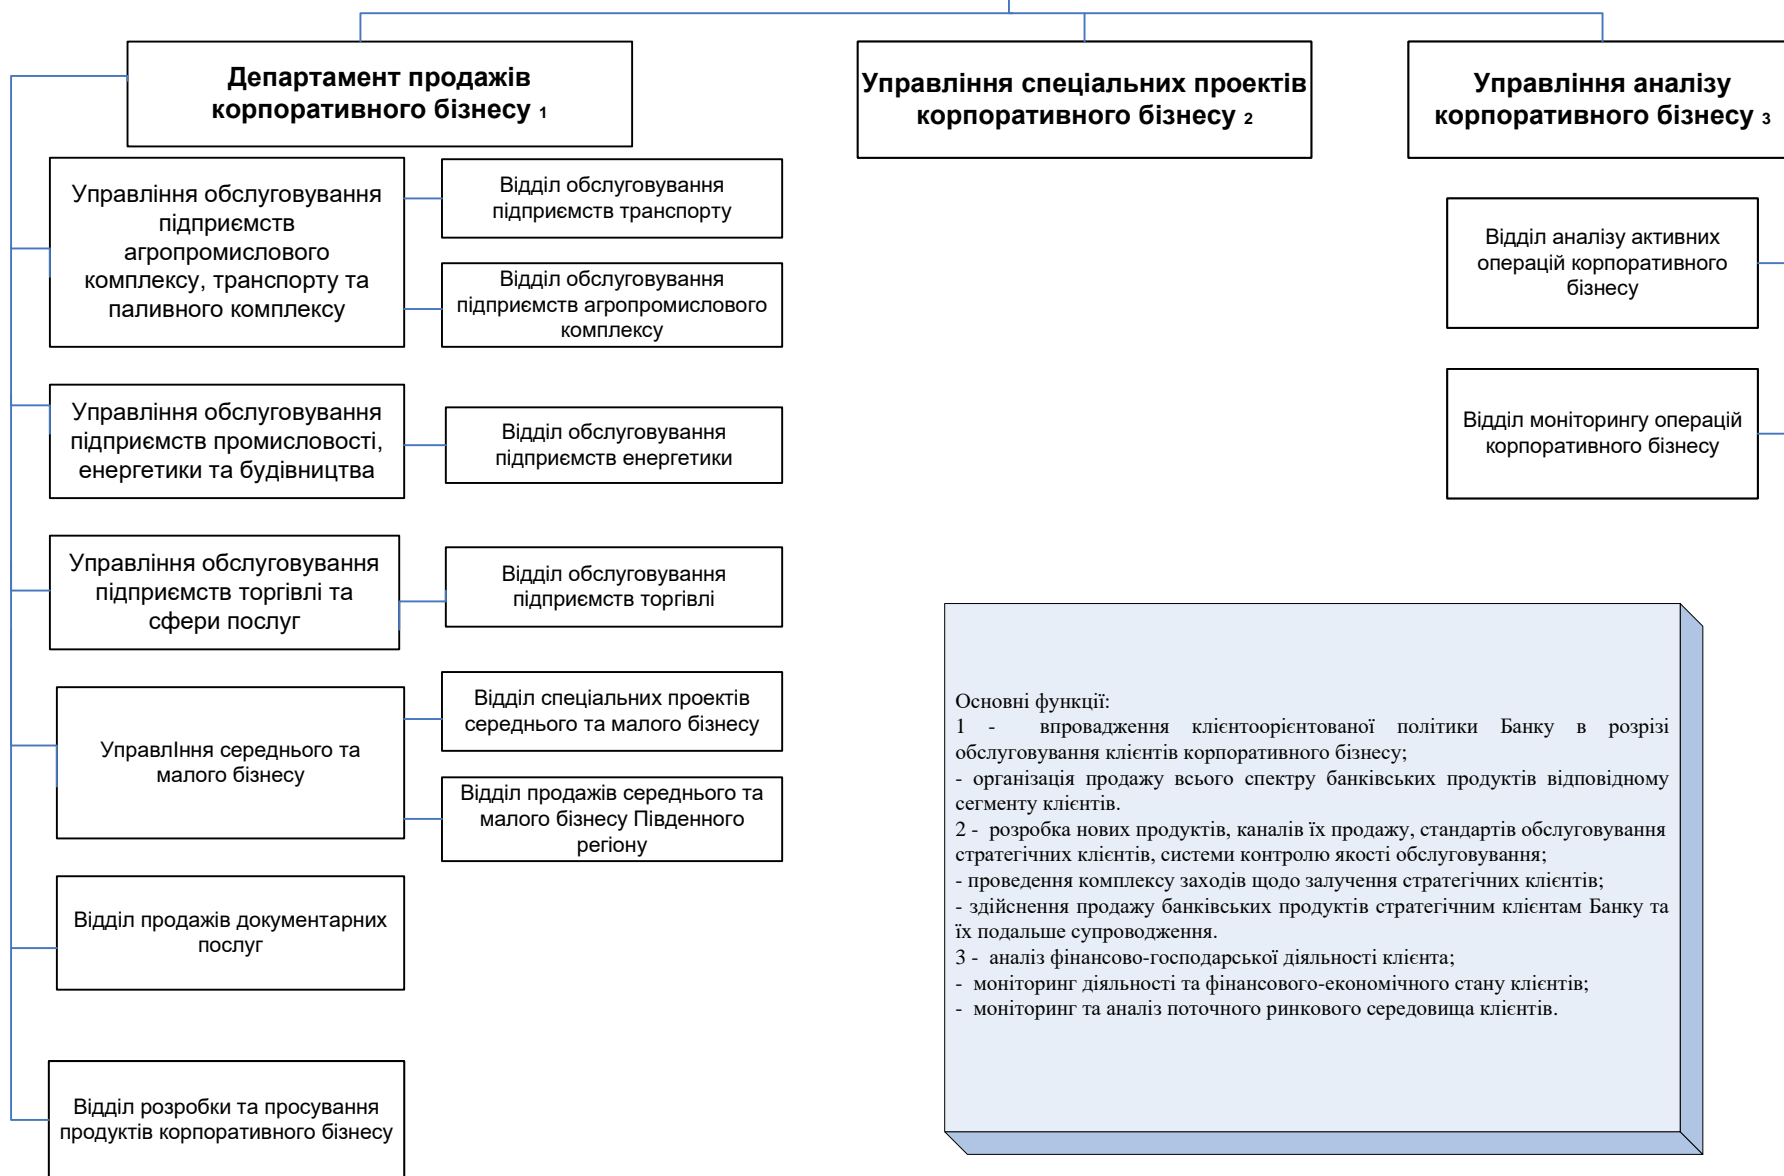 Департамент продажів
корпоративного бізнесу 1
Управління спеціальних проектів
корпоративного бізнесу 2
Управління аналізу
корпоративного бізнесу 3
Управління обслуговування
підприємств
агропромислового
комплексу, транспорту та
паливного комплексу
Відділ обслуговування
підприємств транспорту
Відділ обслуговування
підприємств агропромислового
комплексу
Управління обслуговування
підприємств промисловості,
енергетики та будівництва
Відділ обслуговування
підприємств енергетики
Управління обслуговування
підприємств торгівлі та
сфери послуг
Відділ обслуговування
підприємств торгівлі
УправлІння середнього та
малого бізнесу
Відділ спеціальних проектів
середнього та малого бізнесу
Відділ продажів середнього та
малого бізнесу Південного
регіону
Відділ продажів документарних
послуг
Відділ розробки та просування
продуктів корпоративного бізнесу
Відділ аналізу активних
операцій корпоративного
бізнесу
Відділ моніторингу операцій
корпоративного бізнесу
Основні функції:
1 - впровадження клієнтоорієнтованої політики Банку в розрізі
обслуговування клієнтів корпоративного бізнесу;
- організація продажу всього спектру банківських продуктів відповідному
сегменту клієнтів.
2 - розробка нових продуктів, каналів їх продажу, стандартів обслуговування
стратегічних клієнтів, системи контролю якості обслуговування;
- проведення комплексу заходів щодо залучення стратегічних клієнтів;
- здійснення продажу банківських продуктів стратегічним клієнтам Банку та
їх подальше супроводження.
3 - аналіз фінансово-господарської діяльності клієнта;
- моніторинг діяльності та фінансового-економічного стану клієнтів;
- моніторинг та аналіз поточного ринкового середовища клієнтів.